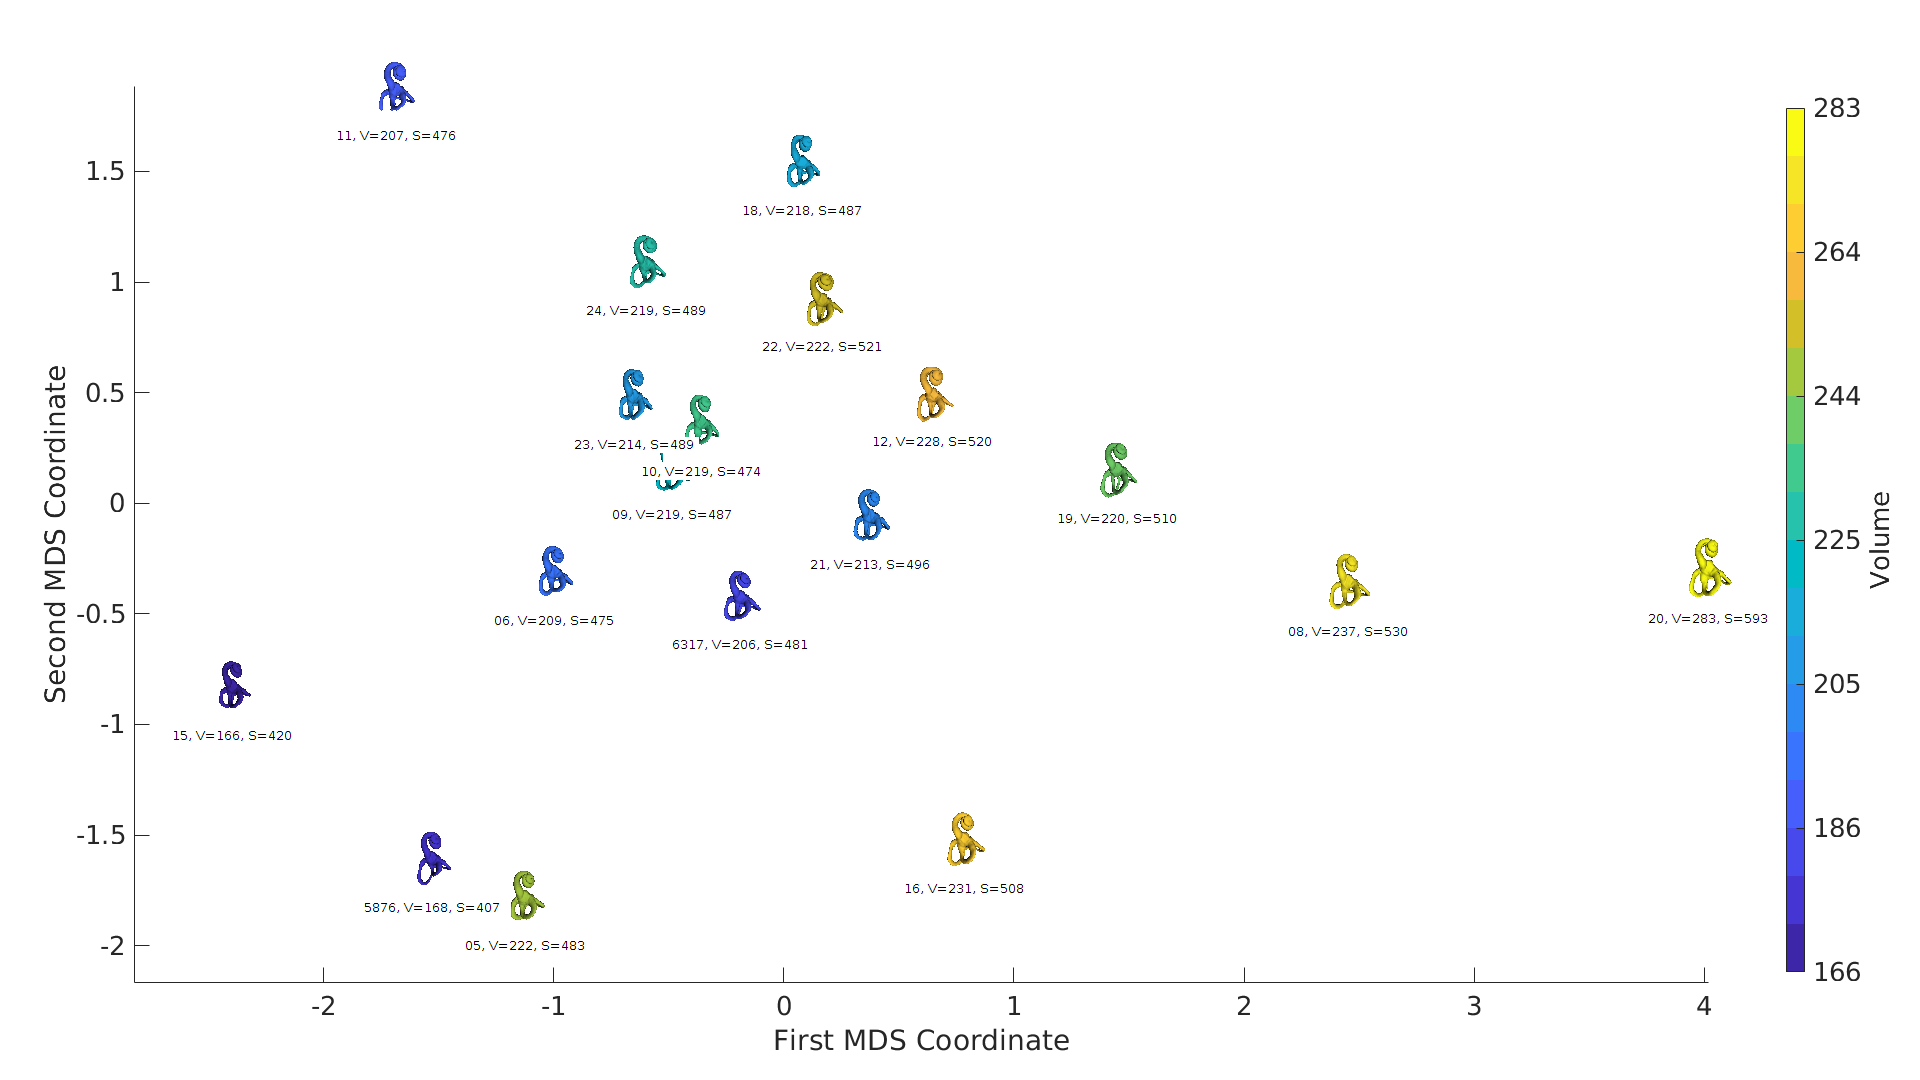 11, V=207, S=476
18, V=218, S=487
24, V=219, S=489
22, V=222, S=521
23, V=214, S=489
12, V=228, S=520
10, V=219, S=474
09, V=219, S=487
19, V=220, S=510
21, V=213, S=496
06, V=209, S=475
20, V=283, S=593
08, V=237, S=530
6317, V=206, S=481
15, V=166, S=420
16, V=231, S=508
5876, V=168, S=407
05, V=222, S=483
Second MDS Coordinate
1.5
1
0.5
0
-0.5
-1
-1.5
-2
-2
-1
0
1
2
3
4
First MDS Coordinate
283
264
244
225
205
186
166
Volume